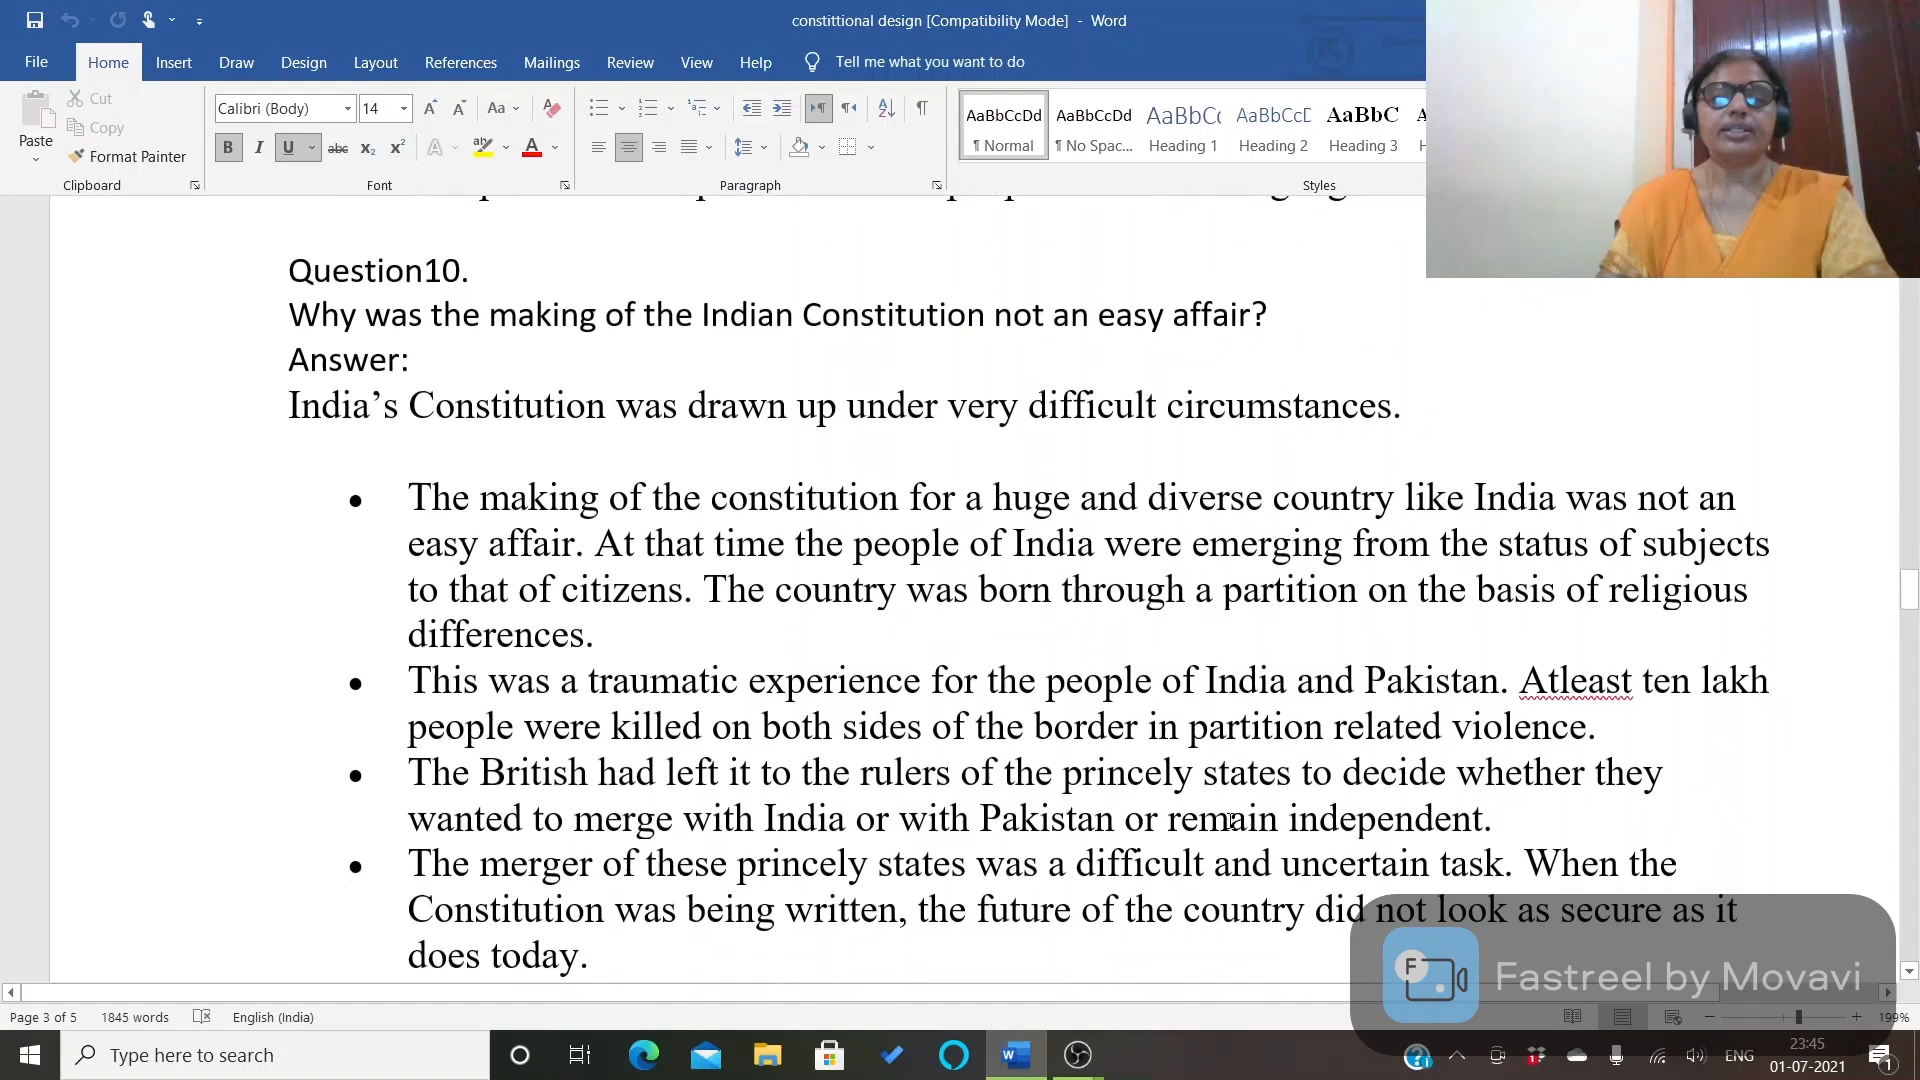 constittional design [Compatibility Mode] - Word
File Home Insert Draw Design Layout References Mailings Review View Help Tell me what you want to do
Paste
Cut
Copy
Format Painter
Clipboard
Calibri (Body) 14
Font
Paragraph
AaBbCcDd AaBbCcDd AaBbC AaBbCcD AaBbC
¶ Normal ¶ No Spac... Heading 1 Heading 2 Heading 3
Styles
Question10.
Why was the making of the Indian Constitution not an easy affair?
Answer:
India’s Constitution was drawn up under very difficult circumstances.
• The making of the constitution for a huge and diverse country like India was not an
easy affair. At that time the people of India were emerging from the status of subjects
to that of citizens. The country was born through a partition on the basis of religious
differences.
• This was a traumatic experience for the people of India and Pakistan. Atleast ten lakh
people were killed on both sides of the border in partition related violence.
• The British had left it to the rulers of the princely states to decide whether they
wanted to merge with India or with Pakistan or remain independent.
• The merger of these princely states was a difficult and uncertain task. When the
Constitution was being written, the future of the country did not look as secure as it
does today.
Fastreel by Movavi
Page 3 of 5 1845 words English (India) 199%
Type here to search
ENG
23:45
01-07-2021